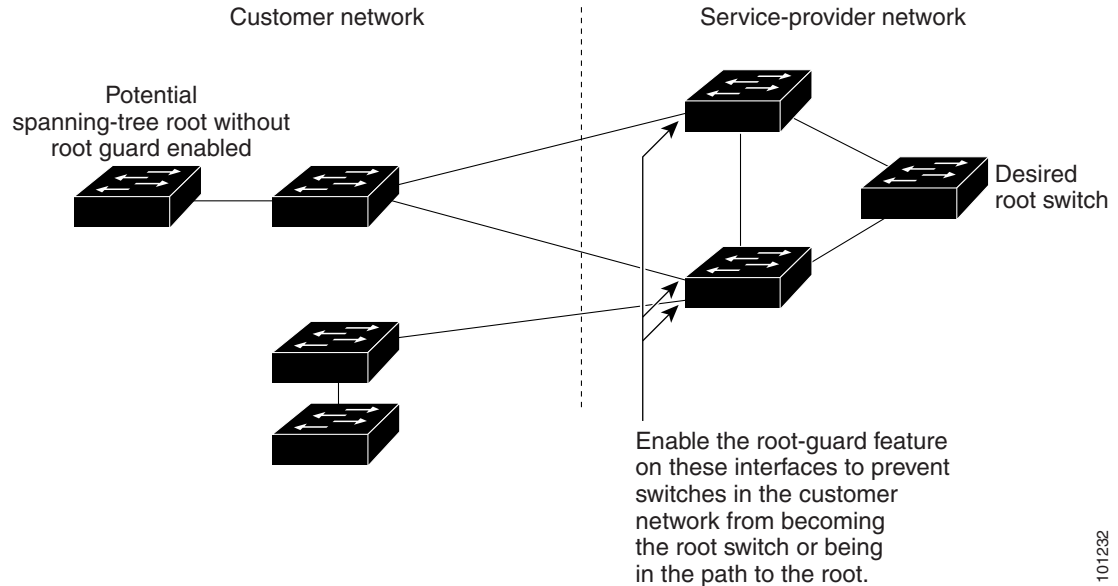 Customer network
Service-provider network
Potential
spanning-tree root without
root guard enabled
Desired
root switch
Enable the root-guard feature
on these interfaces to prevent
switches in the customer
network from becoming
the root switch or being
in the path to the root.
101232